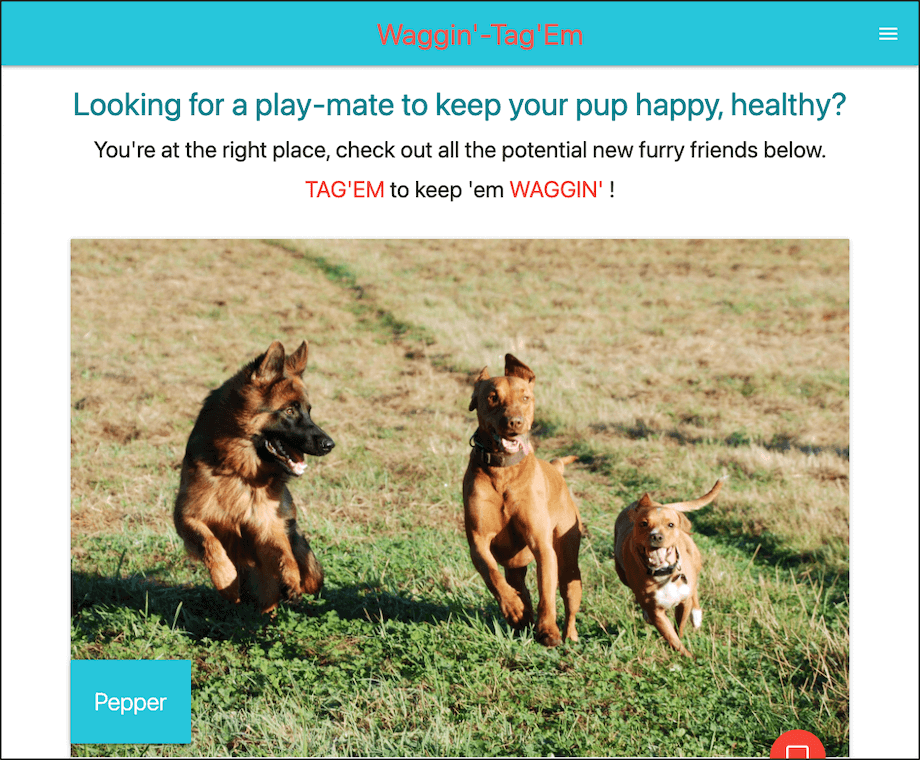 Waggin'-Tag'Em
Looking for a play-mate to keep your pup happy, healthy?
You're at the right place, check out all the potential new furry friends below.
TAG'EM to keep 'em WAGGIN' !
Pepper